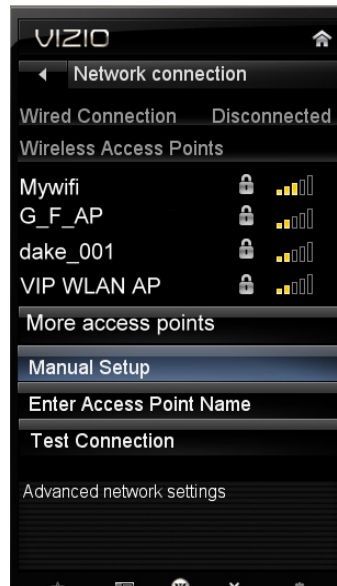 VIZIO
Network connection
Wired Connection Disconnected
Wireless Access Points
Mywifi
G_F_AP
dake_001
VIP WLAN AP
More access points
Manual Setup
Enter Access Point Name
Test Connection
Advanced network settings